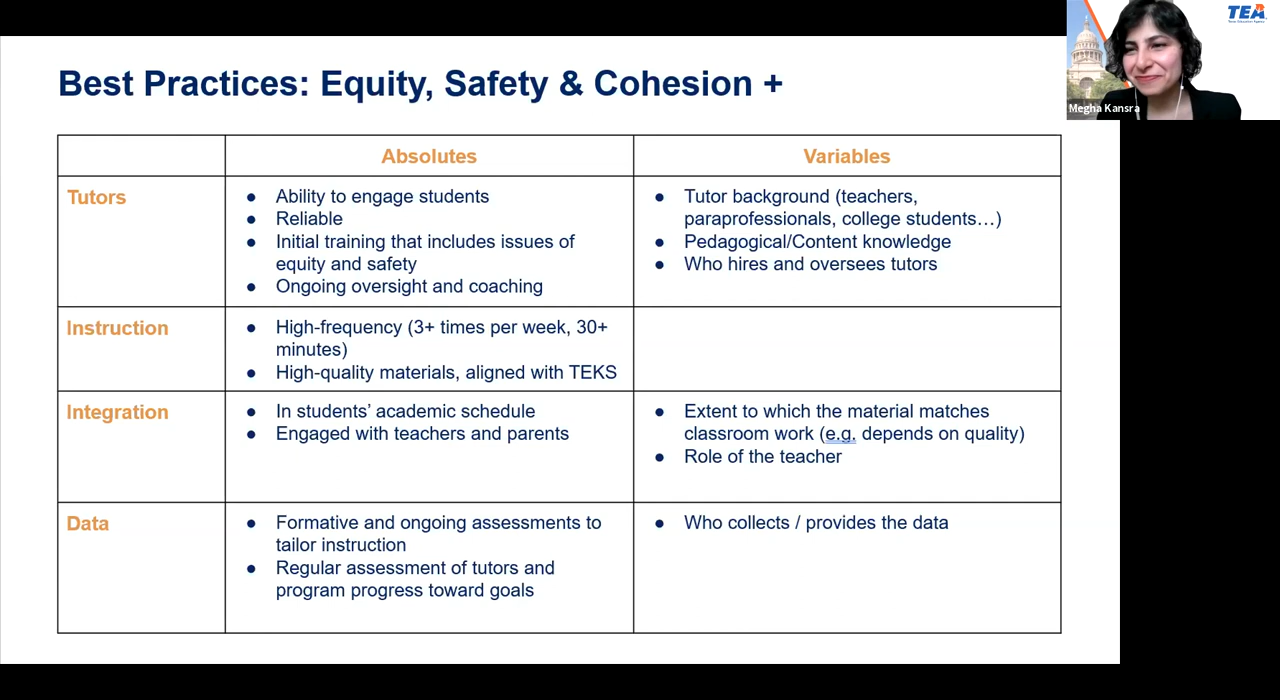 TEA
Texas Education Agency
Megha Kansra
Best Practices: Equity, Safety & Cohesion +
Absolutes
Variables
Tutors
● Ability to engage students
● Reliable
● Initial training that includes issues of
equity and safety
● Ongoing oversight and coaching
● Tutor background (teachers,
paraprofessionals, college students…)
● Pedagogical/Content knowledge
● Who hires and oversees tutors
Instruction
● High-frequency (3+ times per week, 30+
minutes)
● High-quality materials, aligned with TEKS
Integration
● In students’ academic schedule
● Engaged with teachers and parents
● Extent to which the material matches
classroom work (e.g. depends on quality)
● Role of the teacher
Data
● Formative and ongoing assessments to
tailor instruction
● Regular assessment of tutors and
program progress toward goals
● Who collects / provides the data